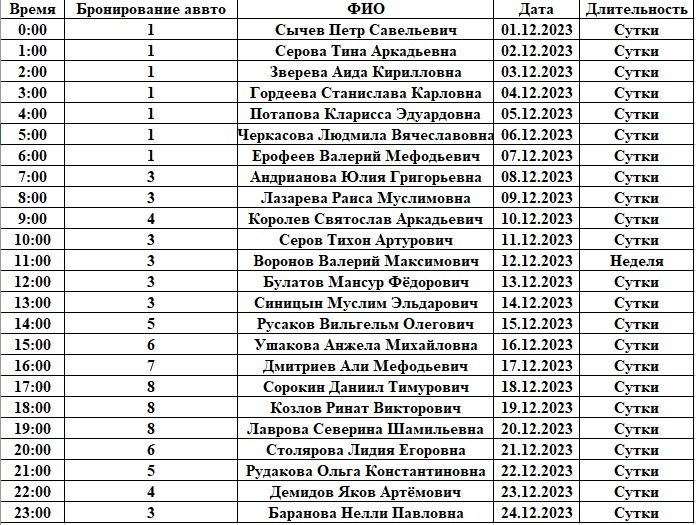 Время Бронирование аввто ФИО Дата Длительность
0:00 1 Сычев Петр Савельевич 01.12.2023 Сутки
1:00 1 Серова Тина Аркадьевна 02.12.2023 Сутки
2:00 1 Зверева Аида Кирилловна 03.12.2023 Сутки
3:00 1 Гордеева Станислава Карловна 04.12.2023 Сутки
4:00 1 Потапова Кларисса Эдуардовна 05.12.2023 Сутки
5:00 1 Черкасова Людмила Вячеславовна 06.12.2023 Сутки
6:00 1 Ерофеев Валерий Мефодьевич 07.12.2023 Сутки
7:00 3 Андрианова Юлия Григорьевна 08.12.2023 Сутки
8:00 3 Лазарева Раиса Муслимовна 09.12.2023 Сутки
9:00 4 Королев Святослав Аркадьевич 10.12.2023 Сутки
10:00 3 Серов Тихон Артурович 11.12.2023 Сутки
11:00 3 Воронов Валерий Максимович 12.12.2023 Неделя
12:00 3 Булатов Мансур Фёдорович 13.12.2023 Сутки
13:00 3 Синицын Муслим Эльдарович 14.12.2023 Сутки
14:00 5 Русаков Вильгельм Олегович 15.12.2023 Сутки
15:00 6 Ушакова Анжела Михайловна 16.12.2023 Сутки
16:00 7 Дмитриев Али Мефодьевич 17.12.2023 Сутки
17:00 8 Сорокин Даниил Тимурович 18.12.2023 Сутки
18:00 8 Козлов Ринат Викторович 19.12.2023 Сутки
19:00 8 Лаврова Северина Шамильевна 20.12.2023 Сутки
20:00 6 Столярова Лидия Егоровна 21.12.2023 Сутки
21:00 5 Рудакова Ольга Константиновна 22.12.2023 Сутки
22:00 4 Демидов Яков Артёмович 23.12.2023 Сутки
23:00 3 Баранова Нелли Павловна 24.12.2023 Сутки